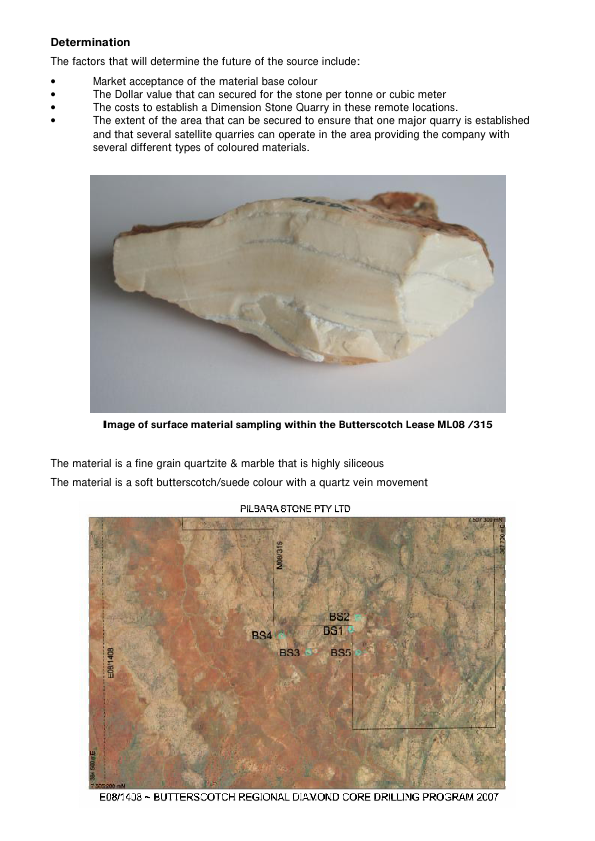 Determination
The factors that will determine the future of the source include:
• Market acceptance of the material base colour
• The Dollar value that can secured for the stone per tonne or cubic meter
• The costs to establish a Dimension Stone Quarry in these remote locations.
• The extent of the area that can be secured to ensure that one major quarry is established
and that several satellite quarries can operate in the area providing the company with
several different types of coloured materials.
Image of surface material sampling within the Butterscotch Lease ML08 /315
The material is a fine grain quartzite & marble that is highly siliceous
The material is a soft butterscotch/suede colour with a quartz vein movement
PILBARA STONE PTY LTD
M08/315
BS2
BS4
BS3
BS5
E08/1408
E08/1408 ~ BUTTERSCOTCH REGIONAL DIAMOND CORE DRILLING PROGRAM 2007